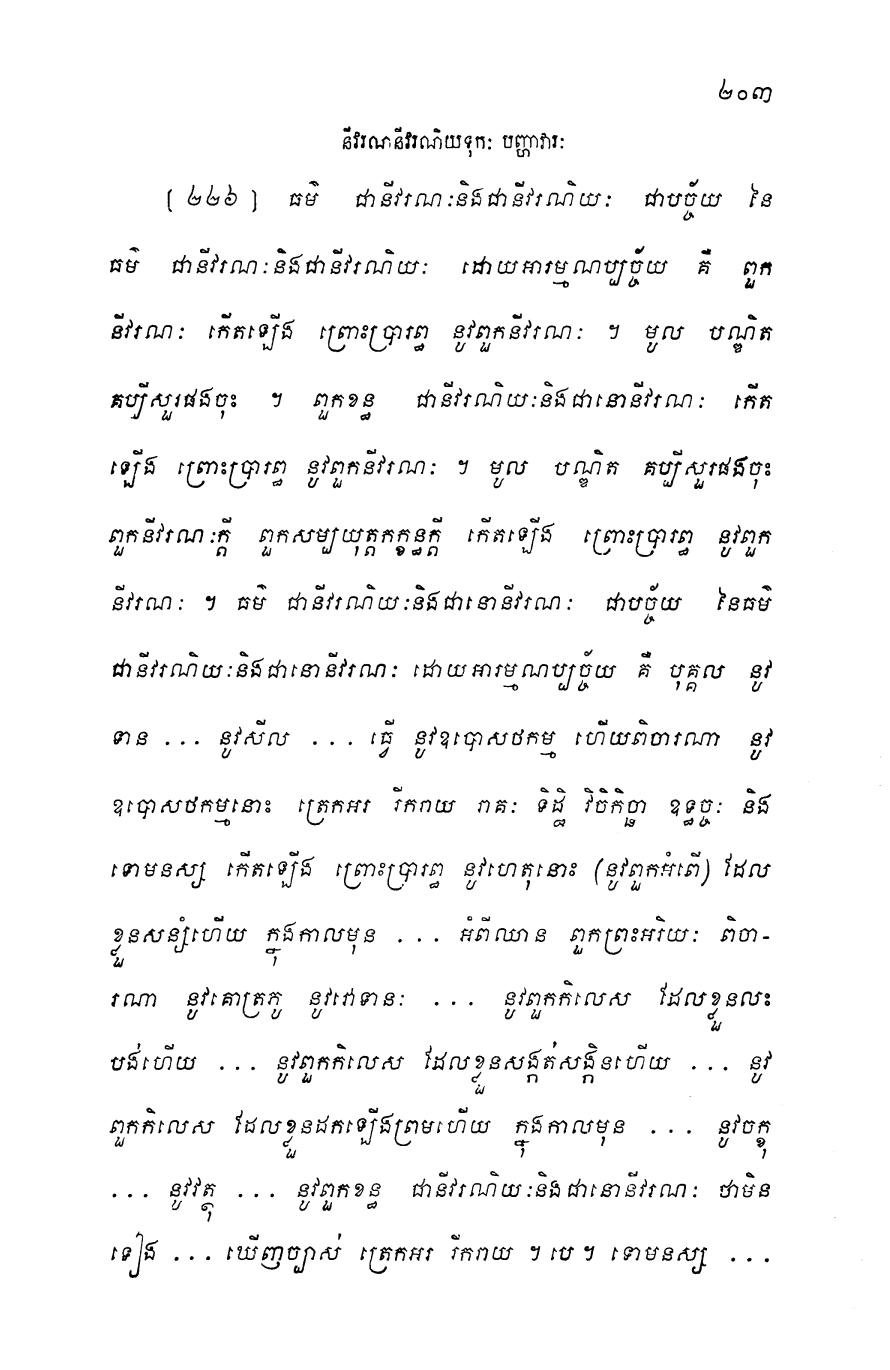 ២០៣
នីវរណនីវរណិយទុកៈ បញ្ហាវារៈ
[ ២២៦ ] ធម៌ ជានីវរណៈនិងជានីវរណិយៈ ជាបច្ច័យ នៃ
ធម៌ ជានីវរណៈនិងជានីវរណិយៈ ដោយអារម្មណប្បច្ច័យ គឺ ពួក
នីវរណៈ កើតឡើង ព្រោះប្រារព្ធ នូវពួកនីវរណៈ ។ មូល បណ្ឌិត
គប្បីសួរផងចុះ ។ ពួកខន្ធ ជានីវរណិយៈនិងជានោនីវរណៈ កើត
ឡើង ព្រោះប្រារព្ធ នូវពួកនីវរណៈ ។ មូល បណ្ឌិត គប្បីសួរផងចុះ
ពួកនីវរណៈក្តី ពួកសម្បយុត្តកក្ខន្ធក្តី កើតឡើង ព្រោះប្រារព្ធ នូវពួក
នីវរណៈ ។ ធម៌ ជានីវរណិយៈនិងជានោនីវរណៈ ជាបច្ច័យ នៃធម៌
ជានីវរណិយៈនិងជានោនីវរណៈ ដោយអារម្មណប្បច្ច័យ គឺ បុគ្គល នូវ
ទាន ... នូវសីល ... ធ្វើ នូវឧបោសថកម្ម ហើយពិចារណា នូវ
ឧបោសថកម្មនោះ ត្រេកអរ រីករាយ រាគៈ ទិដ្ឋិ វិចិកិច្ឆា ឧទ្ធច្ចៈ និង
ទោមនស្ស កើតឡើង ព្រោះប្រារព្ធ នូវហេតុនោះ (នូវពួកអំពើ) ដែល
ខ្លួនសន្សំហើយ ក្នុងកាលមុន ... អំពីឈាន ពួកព្រះអរិយៈ ពិចា-
រណា នូវគោត្រភូ នូវវោទានៈ ... នូវពួកកិលេស ដែលខ្លួនលះ
បង់ហើយ ... នូវពួកកិលេស ដែលខ្លួនសង្កត់សង្កិនហើយ ... នូវ
ពួកកិលេស ដែលខ្លួនដកឡើងព្រមហើយ ក្នុងកាលមុន ... នូវចក្ខុ
... នូវវត្ថុ ... នូវពួកខន្ធ ជានីវរណិយៈនិងជានោនីវរណៈ ថាមិន
ទៀង ... ឃើញច្បាស់ ត្រេកអរ រីករាយ ។ បេ ។ ទោមនស្ស ...